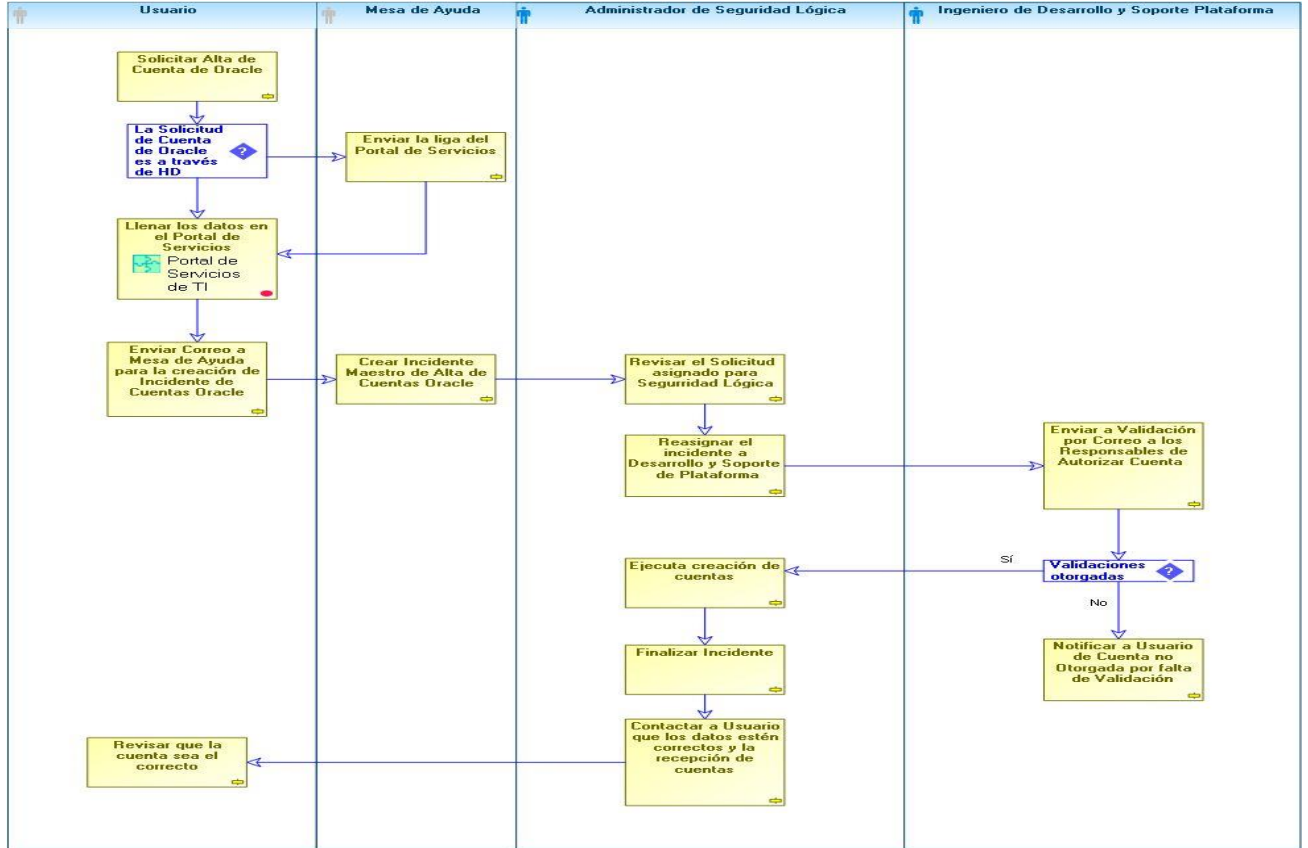 Usuario
Mesa de Ayuda
Administrador de Seguridad Lógica
Ingeniero de Desarrollo y Soporte Plataforma
Solicitar Alta de
Cuenta de Oracle
La Solicitud
de Cuenta
de Oracle
es a través
de HD
Enviar la liga del
Portal de Servicios
Llenar los datos en
el Portal de
Servicios
Portal de
Servicios
de TI
Enviar Correo a
Mesa de Ayuda
para la creación de
Incidente de
Cuentas Oracle
Crear Incidente
Maestro de Alta de
Cuentas Oracle
Revisar el Solicitud
asignado para
Segurridad Lógica
Reasignar el
incidente a
Desarrollo y Soporte
de Plataforma
Enviar a Validación
por Correo a los
Responsables de
Autorizar Cuenta
Validaciones
otorgadas
Sí
No
Ejecuta creación de
cuentas
Notificar a Usuario
de Cuenta no
Otorgada por falta
de Validación
Finalizar Incidente
Contactar a Usuario
que los datos estén
correctos y la
recepción de
cuentas
Revisar que la
cuenta sea el
correcto